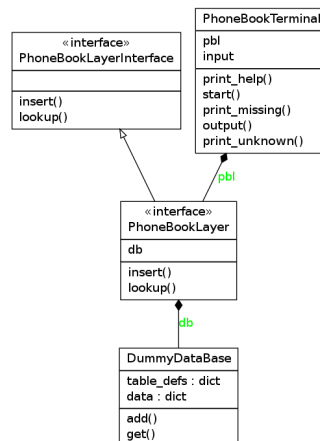 «interface»
PhoneBookLayerInterface
insert()
lookup()
PhoneBookTerminal
pbl
input
print_help()
start()
print_missing()
output()
print_unknown()
pbl
«interface»
PhoneBookLayer
db
insert()
lookup()
db
DummyDataBase
table_defs : dict
data : dict
add()
get()